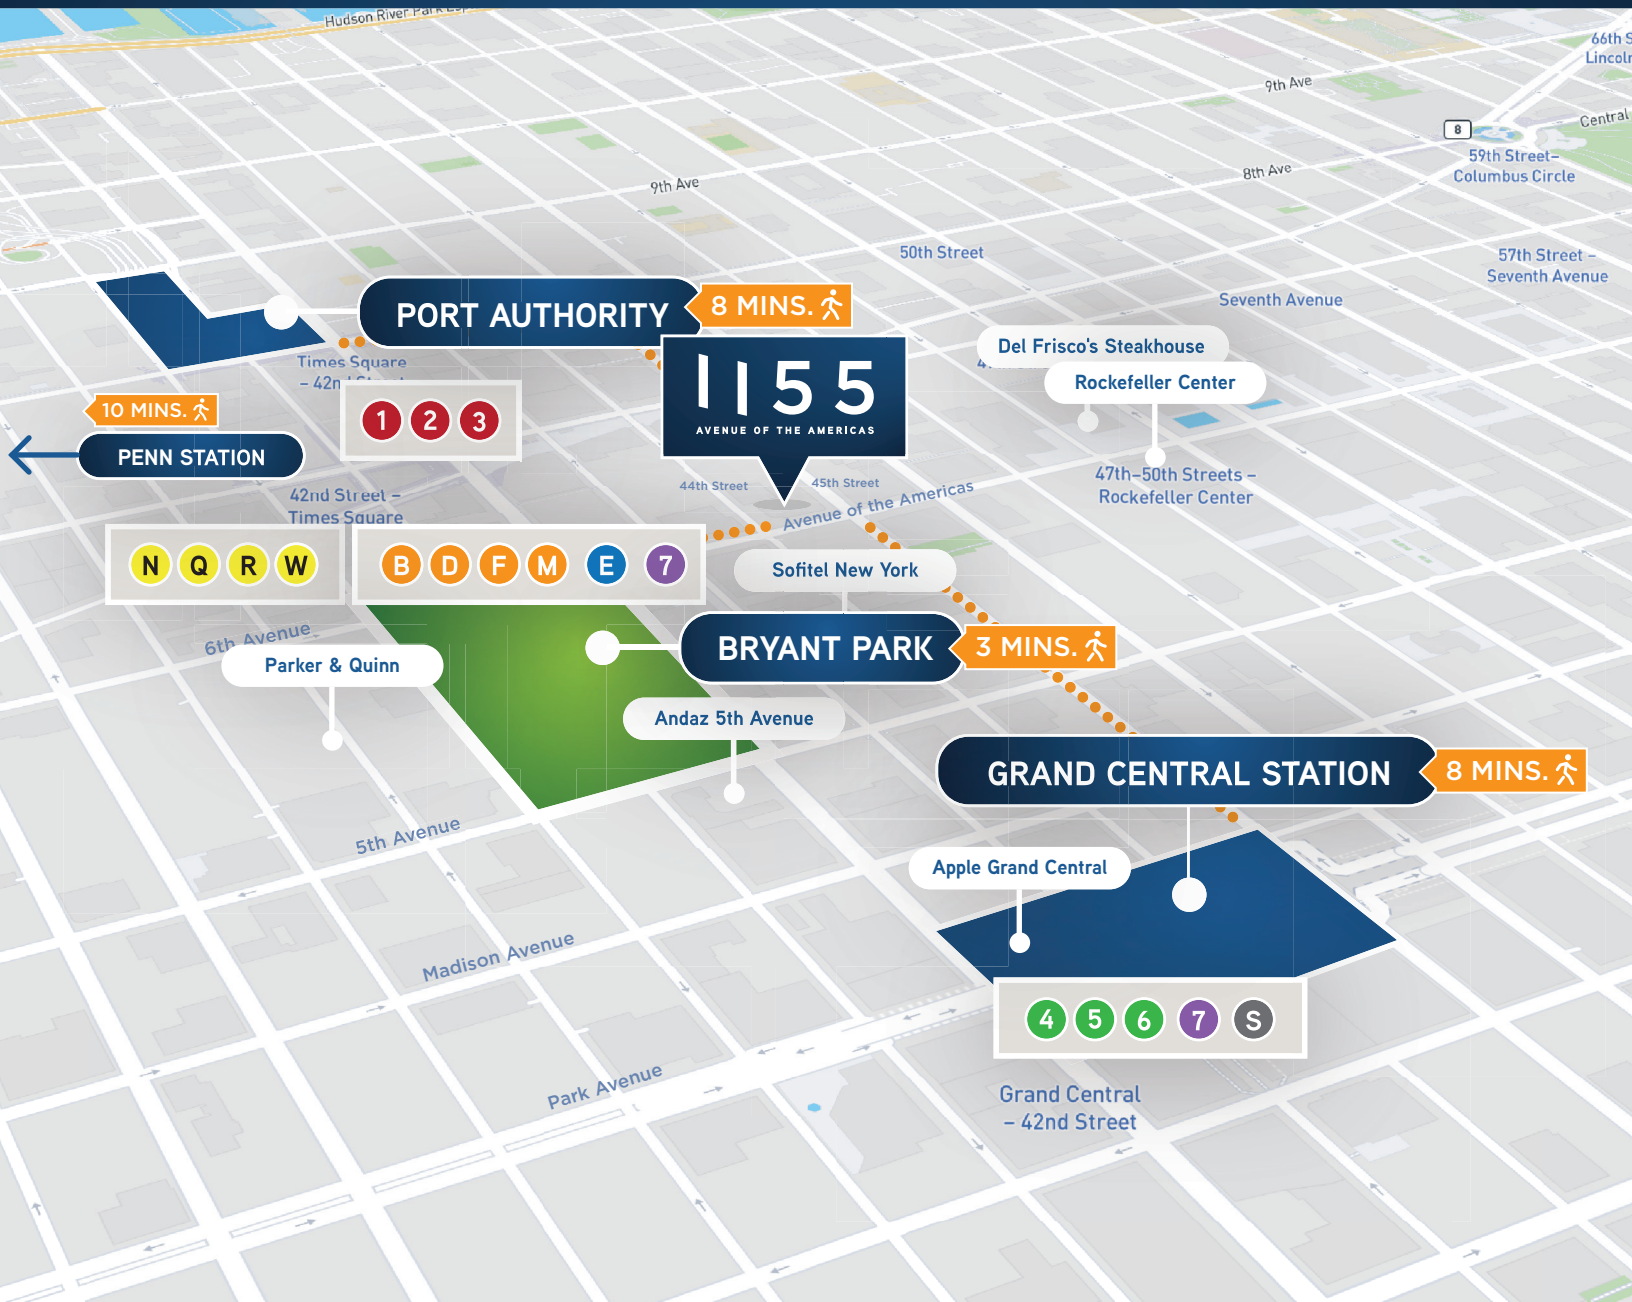 Hudson River Park
66th
9th Ave
8
Central
59th Street–
Columbus Circle
8th Ave
9th Ave
50th Street
57th Street –
Seventh Avenue
Seventh Avenue
PORT AUTHORITY
8 MINS.
Times Square
1155
AVENUE OF THE AMERICAS
Del Frisco's Steakhouse
Rockefeller Center
10 MINS.
PENN STATION
1 2 3
47th–50th Streets –
Rockefeller Center
44th Street
45th Street
Avenue of the Americas
42nd Street –
Times Square
N Q R W
B D F M E 7
Sofitel New York
6th Avenue
Parker & Quinn
BRYANT PARK
3 MINS.
Andaz 5th Avenue
GRAND CENTRAL STATION
8 MINS.
5th Avenue
Apple Grand Central
Madison Avenue
4 5 6 7 S
Park Avenue
Grand Central
– 42nd Street